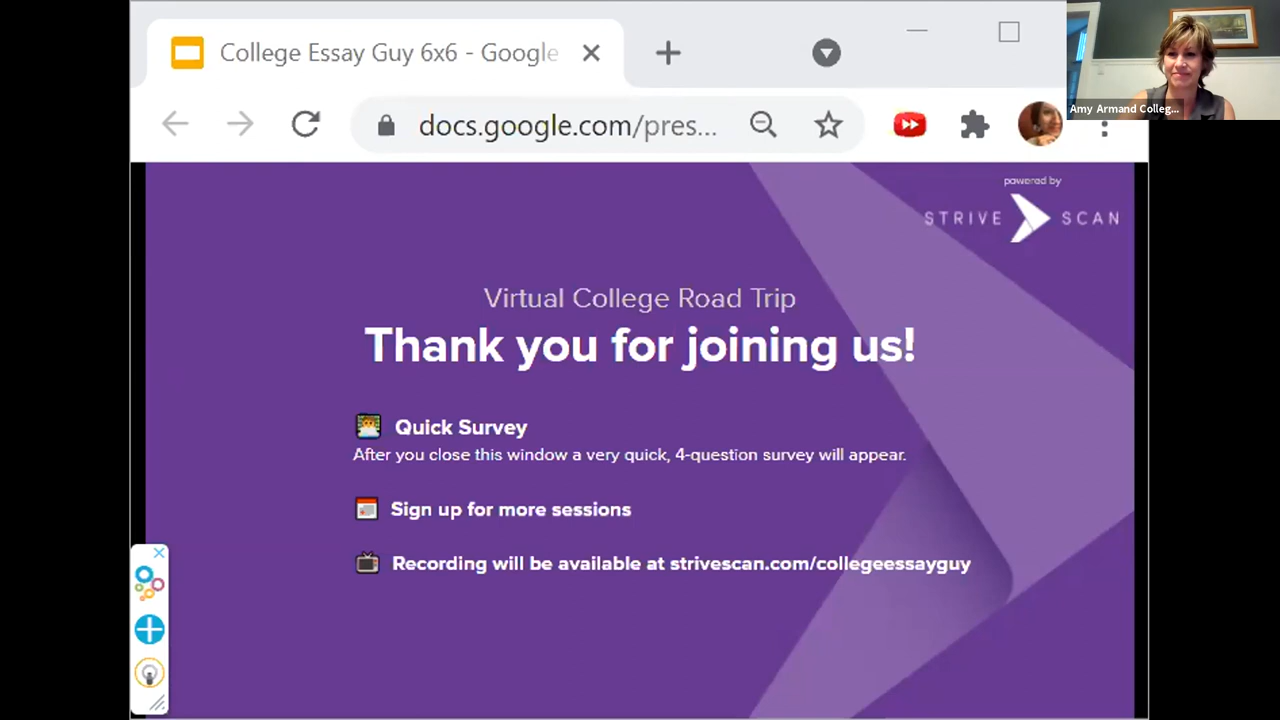 College Essay Guy 6x6 - Google
Amy Armand Colleg...
docs.google.com/pres...
powered by
STRIVE SCAN
Virtual College Road Trip
Thank you for joining us!
Quick Survey
After you close this window a very quick, 4-question survey will appear.
Sign up for more sessions
Recording will be available at strivescan.com/collegeessayguy